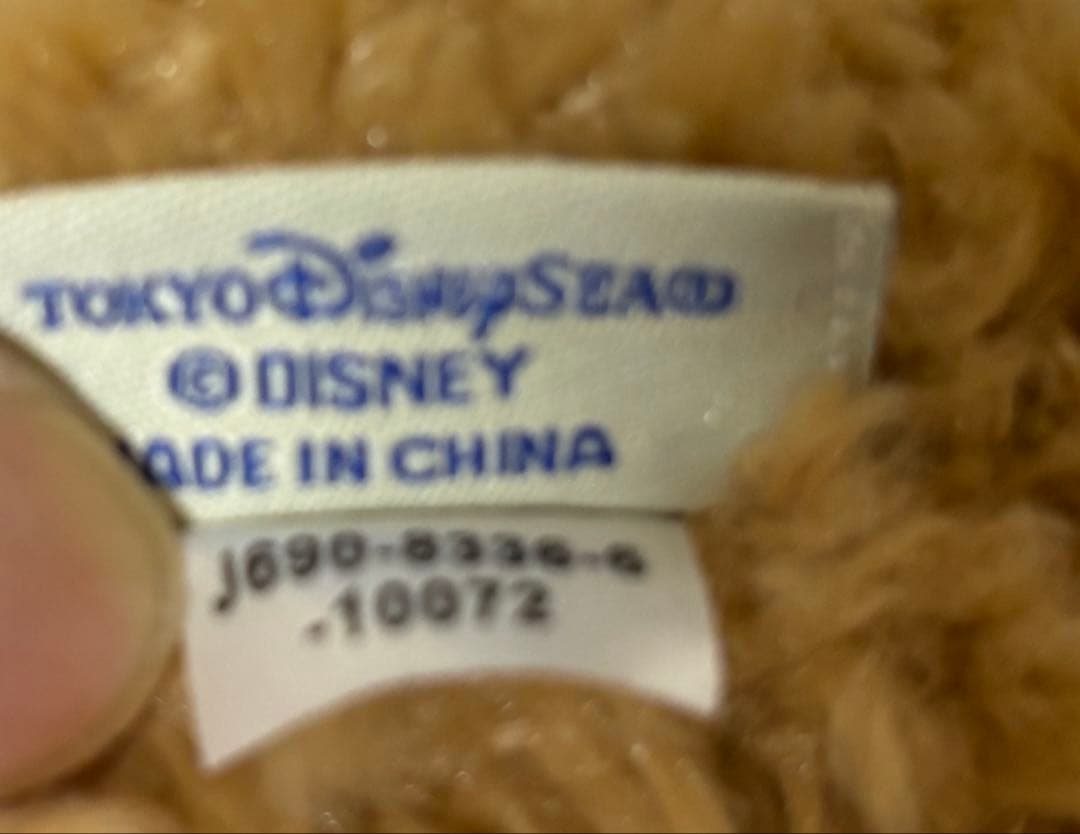 TOKYO DisneySEA®
© DISNEY
ADE IN CHINA
J690-8336-6
.10072